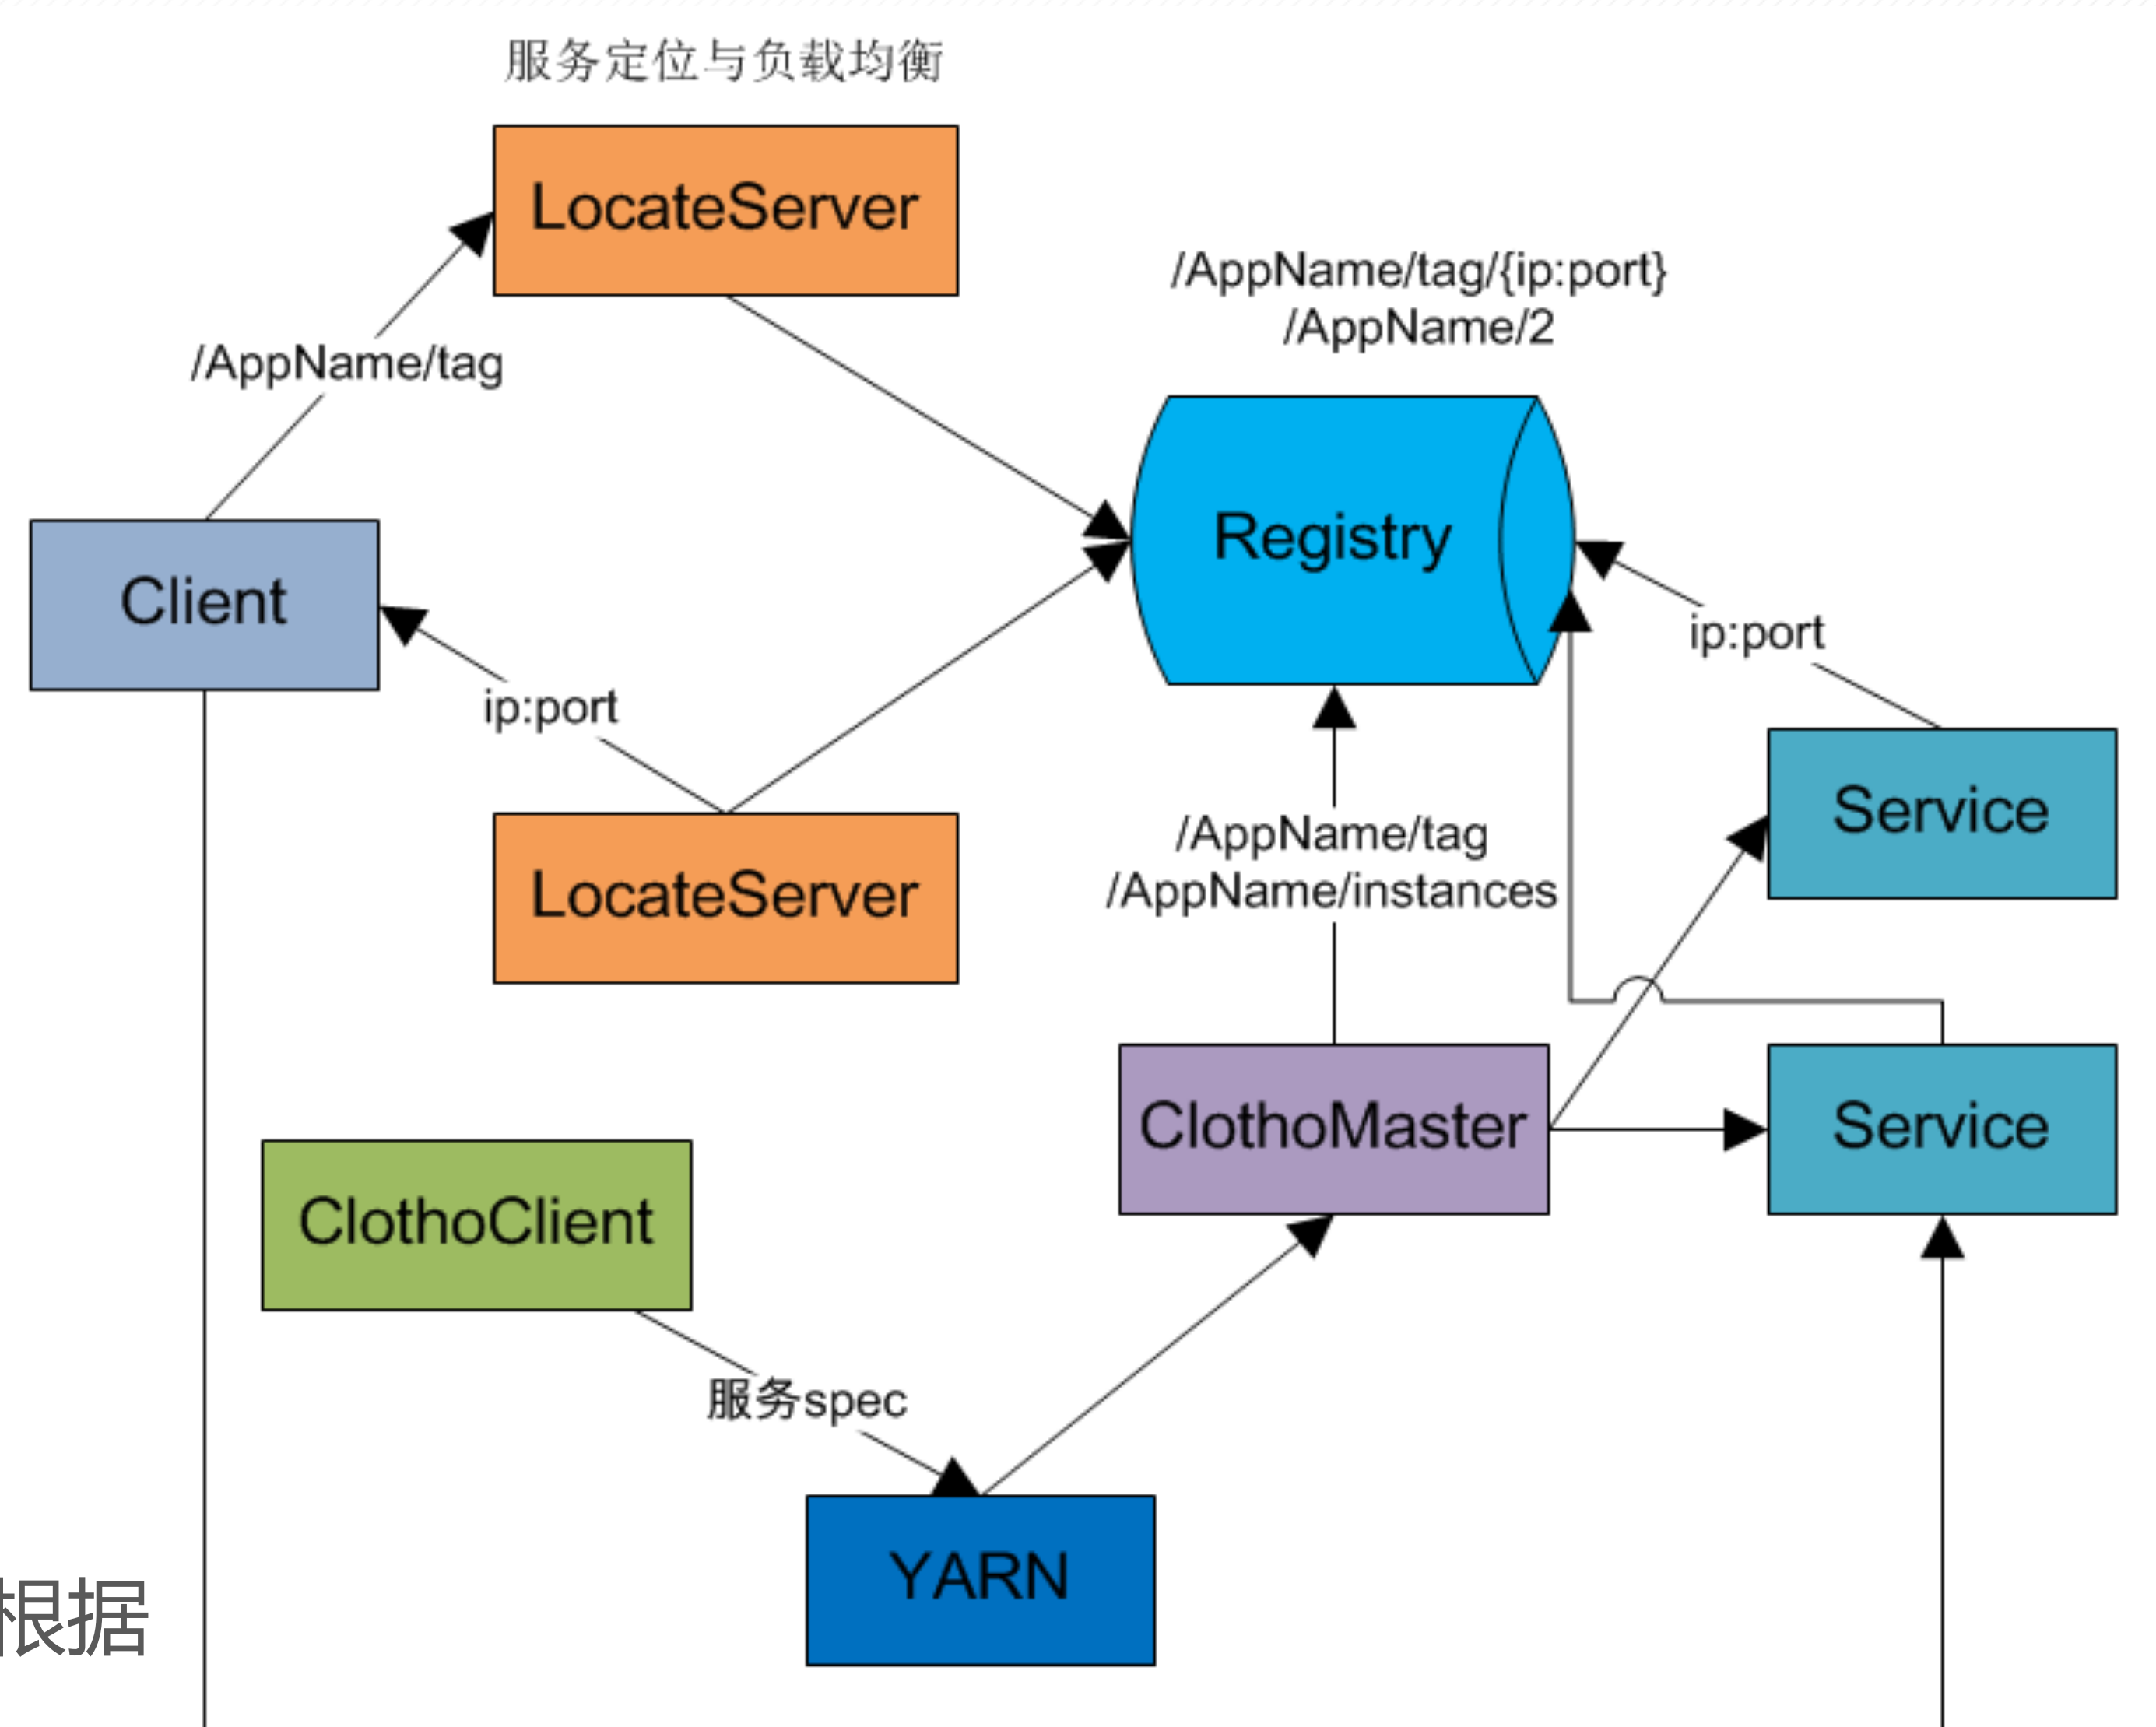 服务定位与负载均衡
LocateServer
/AppName/tag/{ip:port}
/AppName/2
/AppName/tag
Registry
Client
ip:port
ip:port
Service
/AppName/tag
/AppName/instances
LocateServer
ClothoMaster
Service
ClothoClient
服务spec
YARN
根据